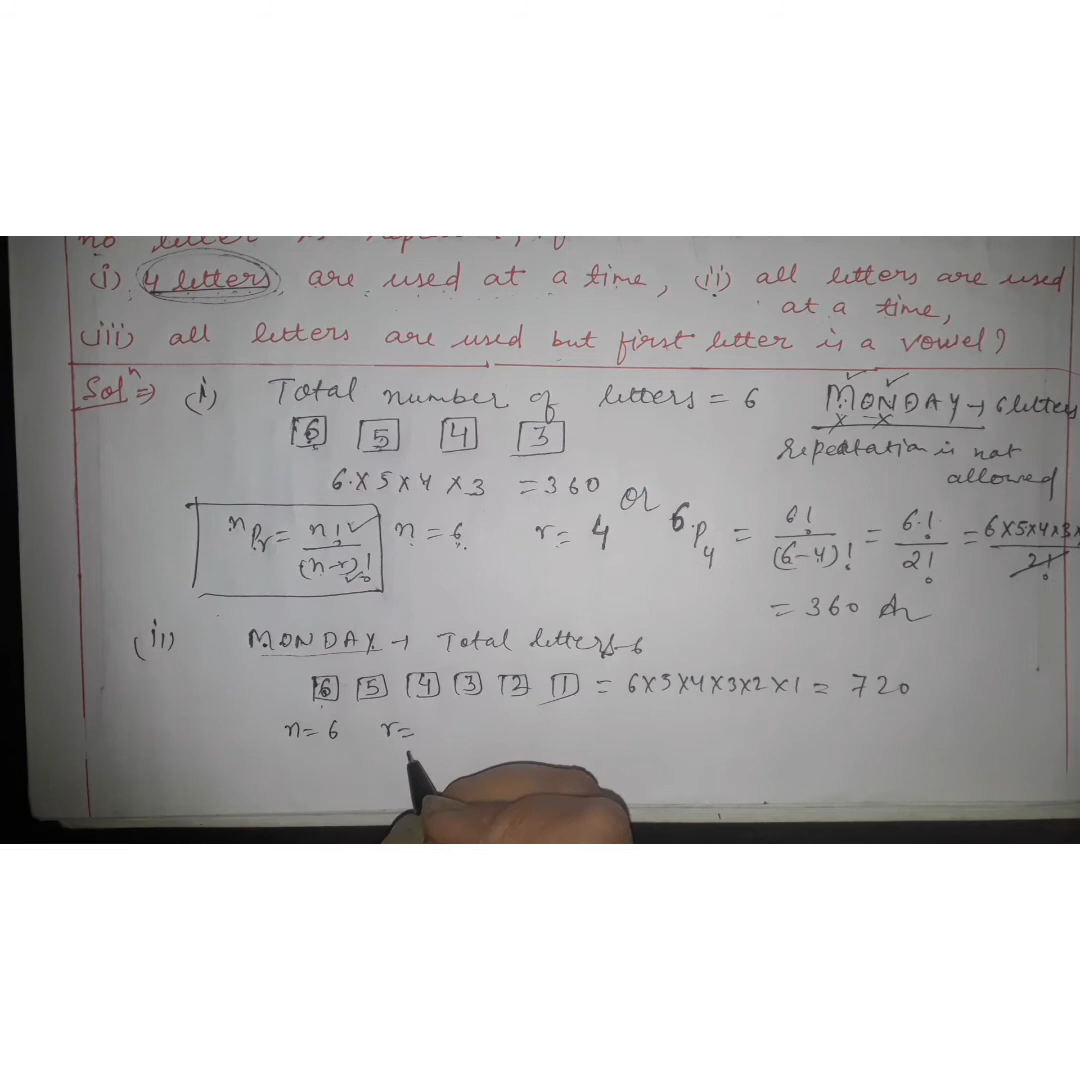 (i) 4 letters are used at a time, (ii) all letters are used
at a time,
(iii) all letters are used but first letter is a vowel?
Solⁿ ⇒ (i) Total number of letters = 6 MONDAY → 6 letters
6 5 4 3 Repeatation is not
allowed
6 × 5 × 4 × 3 = 360 or
nPr = n!/(n-r)! n = 6 r = 4 6P4 = 6!/(6-4)! = 6!/2! = 6×5×4×3×/2!
= 360
(ii) MONDAY → Total letters - 6
6 5 4 3 2 1 = 6×5×4×3×2×1 = 720
n = 6 r =